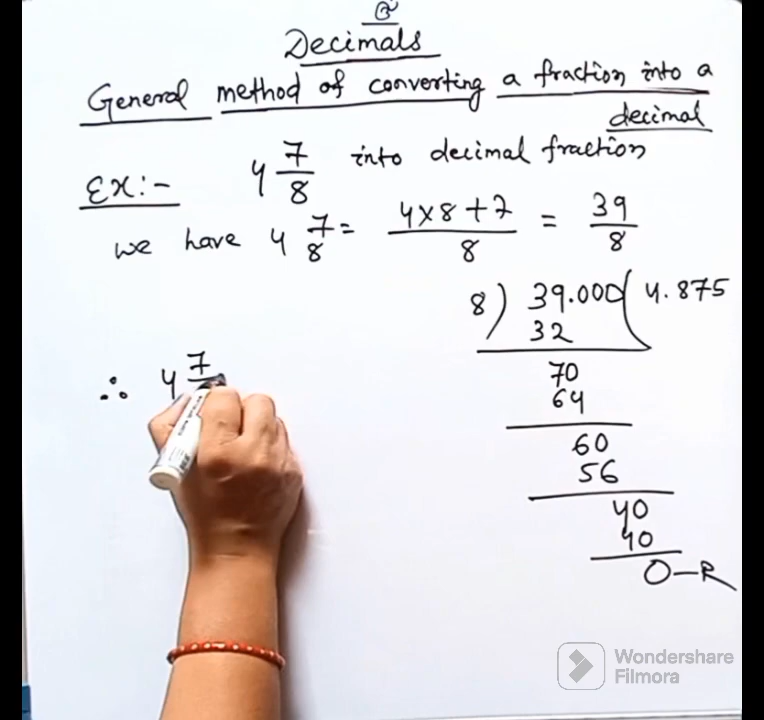 Decimals
General method of converting a fraction into a
decimal
Ex:- 4 7/8 into decimal fraction
we have 4 7/8 = 4×8+7/8 = 39/8
8) 39.000( 4.875
32
70
64
60
56
40
40
0-R
∴ 4 7
Wondershare
Filmora